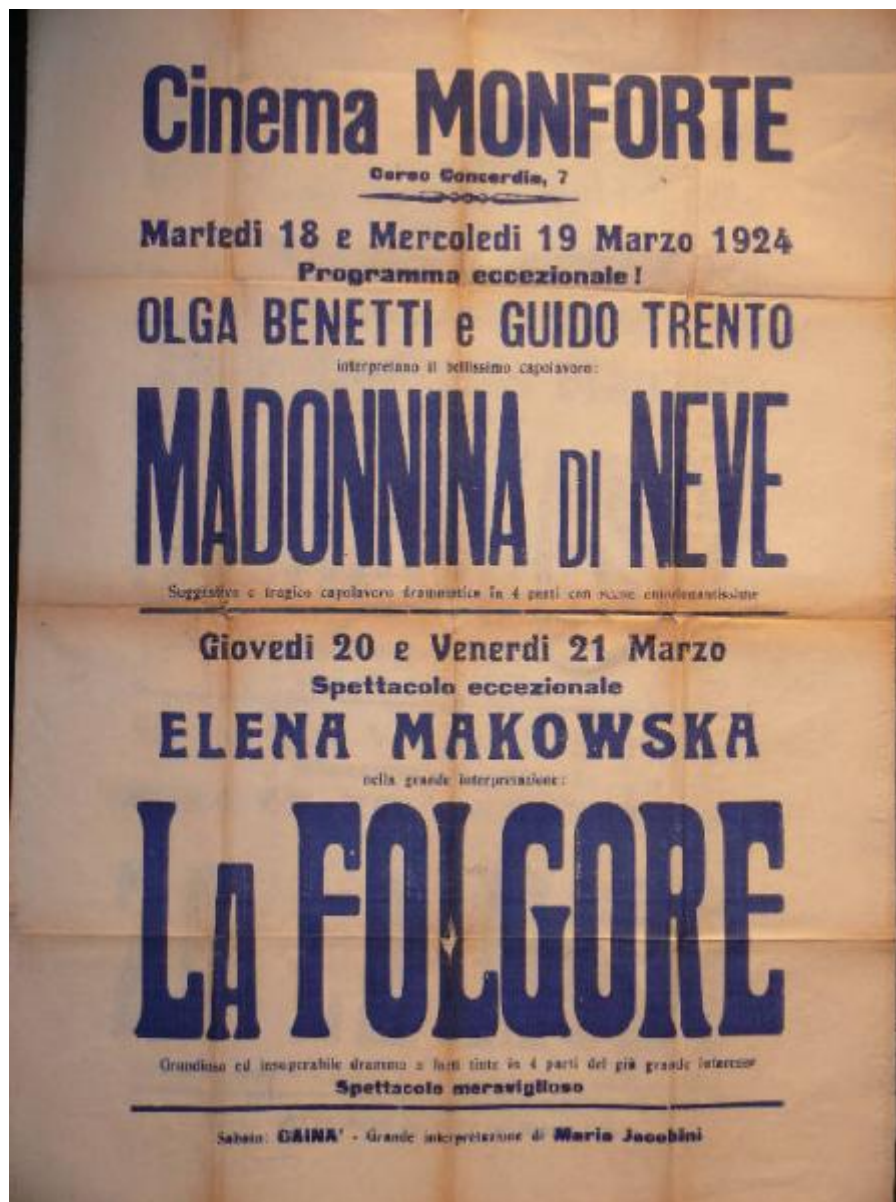 Cinema MONFORTE
Corso Concordia, 7
Martedì 18 e Mercoledì 19 Marzo 1924
Programma eccezionale!
OLGA BENETTI e GUIDO TRENTO
interpretano il bellissimo capolavoro:
MADONNINA DI NEVE
Suggestivo e tragico capolavoro drammatico in 4 parti con scene emozionantissime
Giovedì 20 e Venerdì 21 Marzo
Spettacolo eccezionale
ELENA MAKOWSKA
nella grande interpretazione:
LA FOLGORE
Grandioso ed insuperabile dramma a forti tinte in 4 parti del più grande interesse
Spettacolo meraviglioso
Sabato: CAINA' - Grande interpretazione di Maria Jacobini